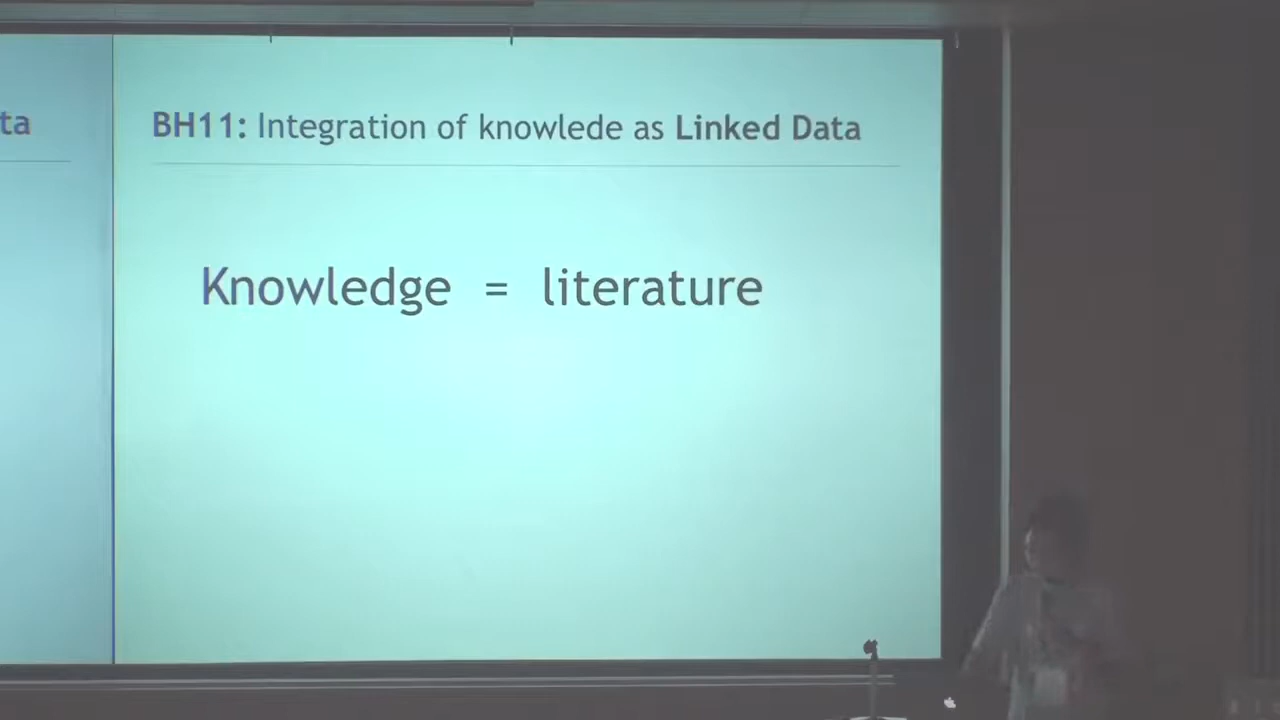 ta
BH11: Integration of knowlede as Linked Data
Knowledge = literature